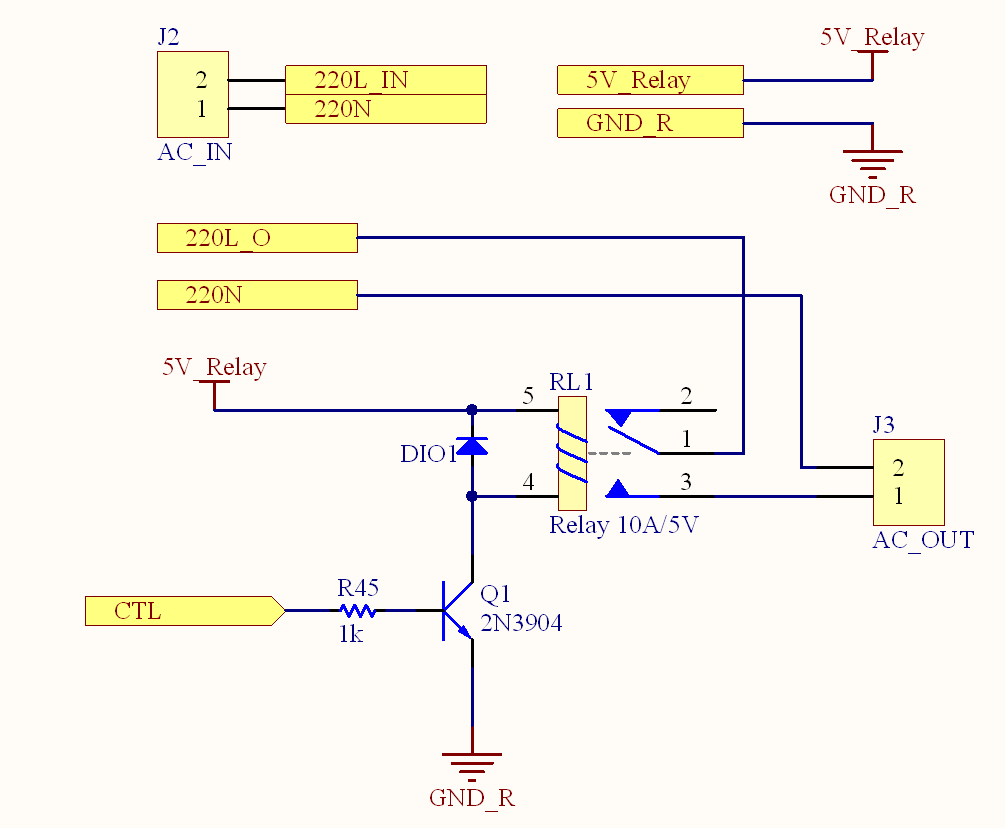 J2
2
1
AC_IN
220L_IN
220N
5V_Relay
GND_R
5V_Relay
GND_R
220L_O
220N
5V_Relay
DIO1
5
4
RL1
Relay 10A/5V
2
1
3
J3
2
1
AC_OUT
CTL
R45
1k
Q1
2N3904
GND_R